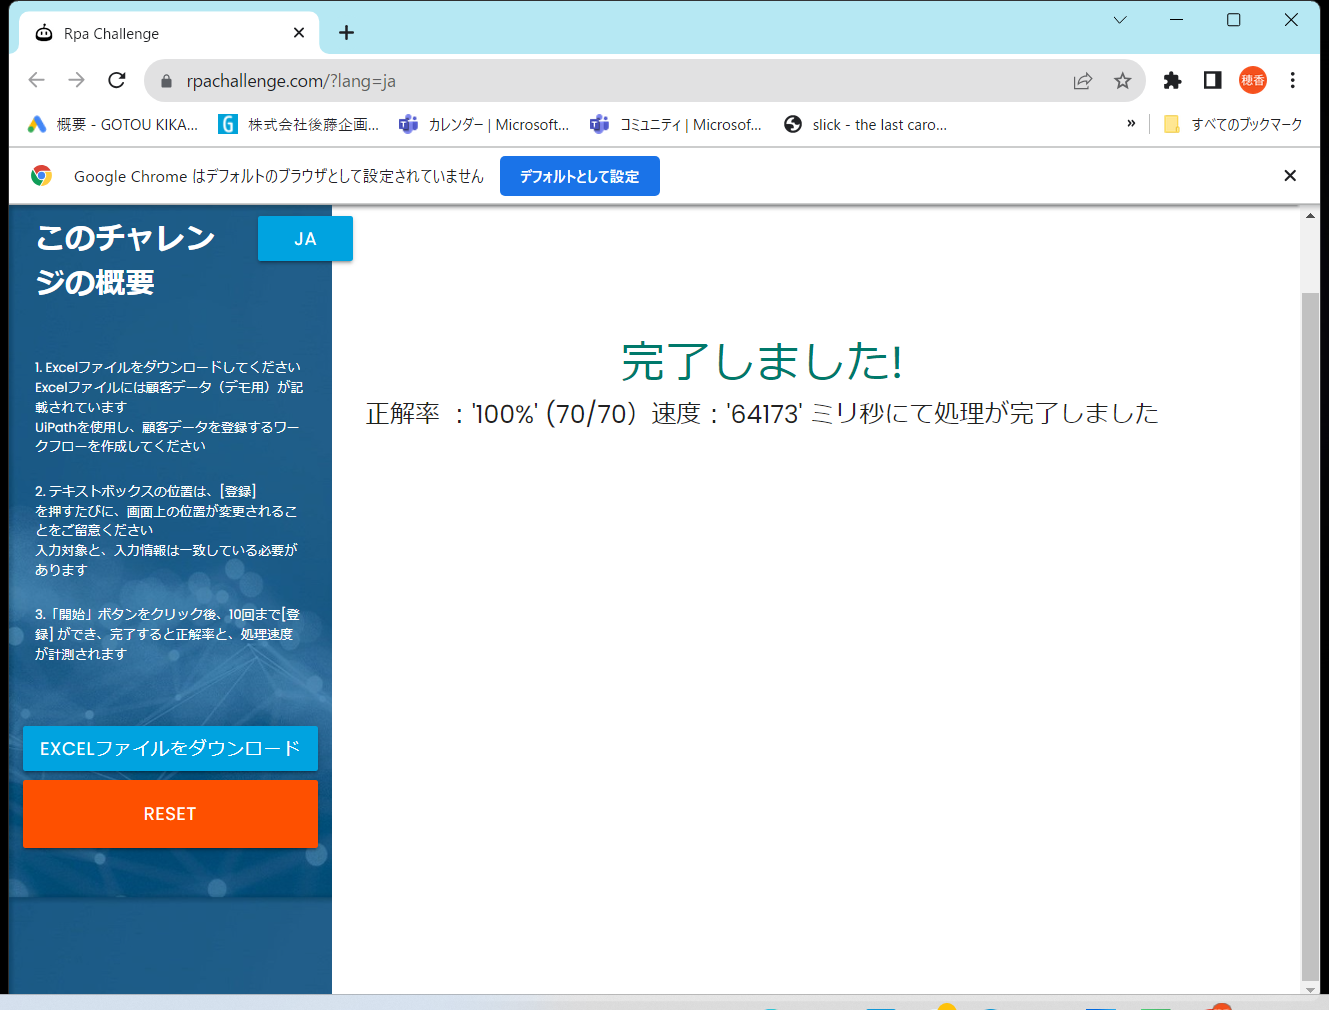 Rpa Challenge
rpachallenge.com/?lang=ja
穂香
概要 - GOTOU KIKA...
株式会社後藤企画...
カレンダー | Microsoft...
コミュニティ | Microsof...
slick - the last caro...
»
すべてのブックマーク
Google Chrome はデフォルトのブラウザとして設定されていません
デフォルトとして設定
このチャレン
ジの概要
JA
1. Excelファイルをダウンロードしてください
Excelファイルには顧客データ（デモ用）が記
載されています
UiPathを使用し、顧客データを登録するワー
クフローを作成してください
2. テキストボックスの位置は、[登録]
を押すたびに、画面上の位置が変更されるこ
とをご留意ください
入力対象と、入力情報は一致している必要が
あります
3.「開始」ボタンをクリック後、10回まで[登
録] ができ、完了すると正解率と、処理速度
が計測されます
EXCELファイルをダウンロード
RESET
完了しました!
正解率 ：'100%' (70/70）速度：'64173' ミリ秒にて処理が完了しました